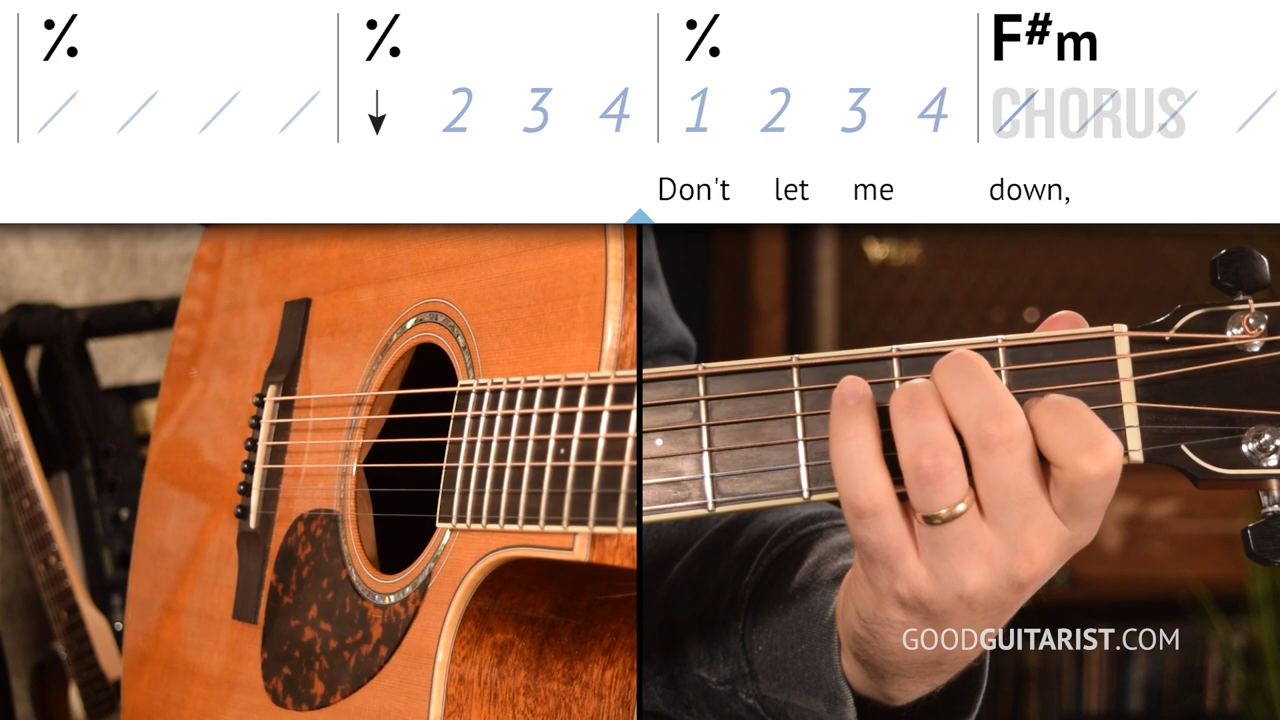 ٪ ٪ ٪ F#m
2 3 4 1 2 3 4 CHORUS
Don't let me down,
GOODGUITARIST.COM